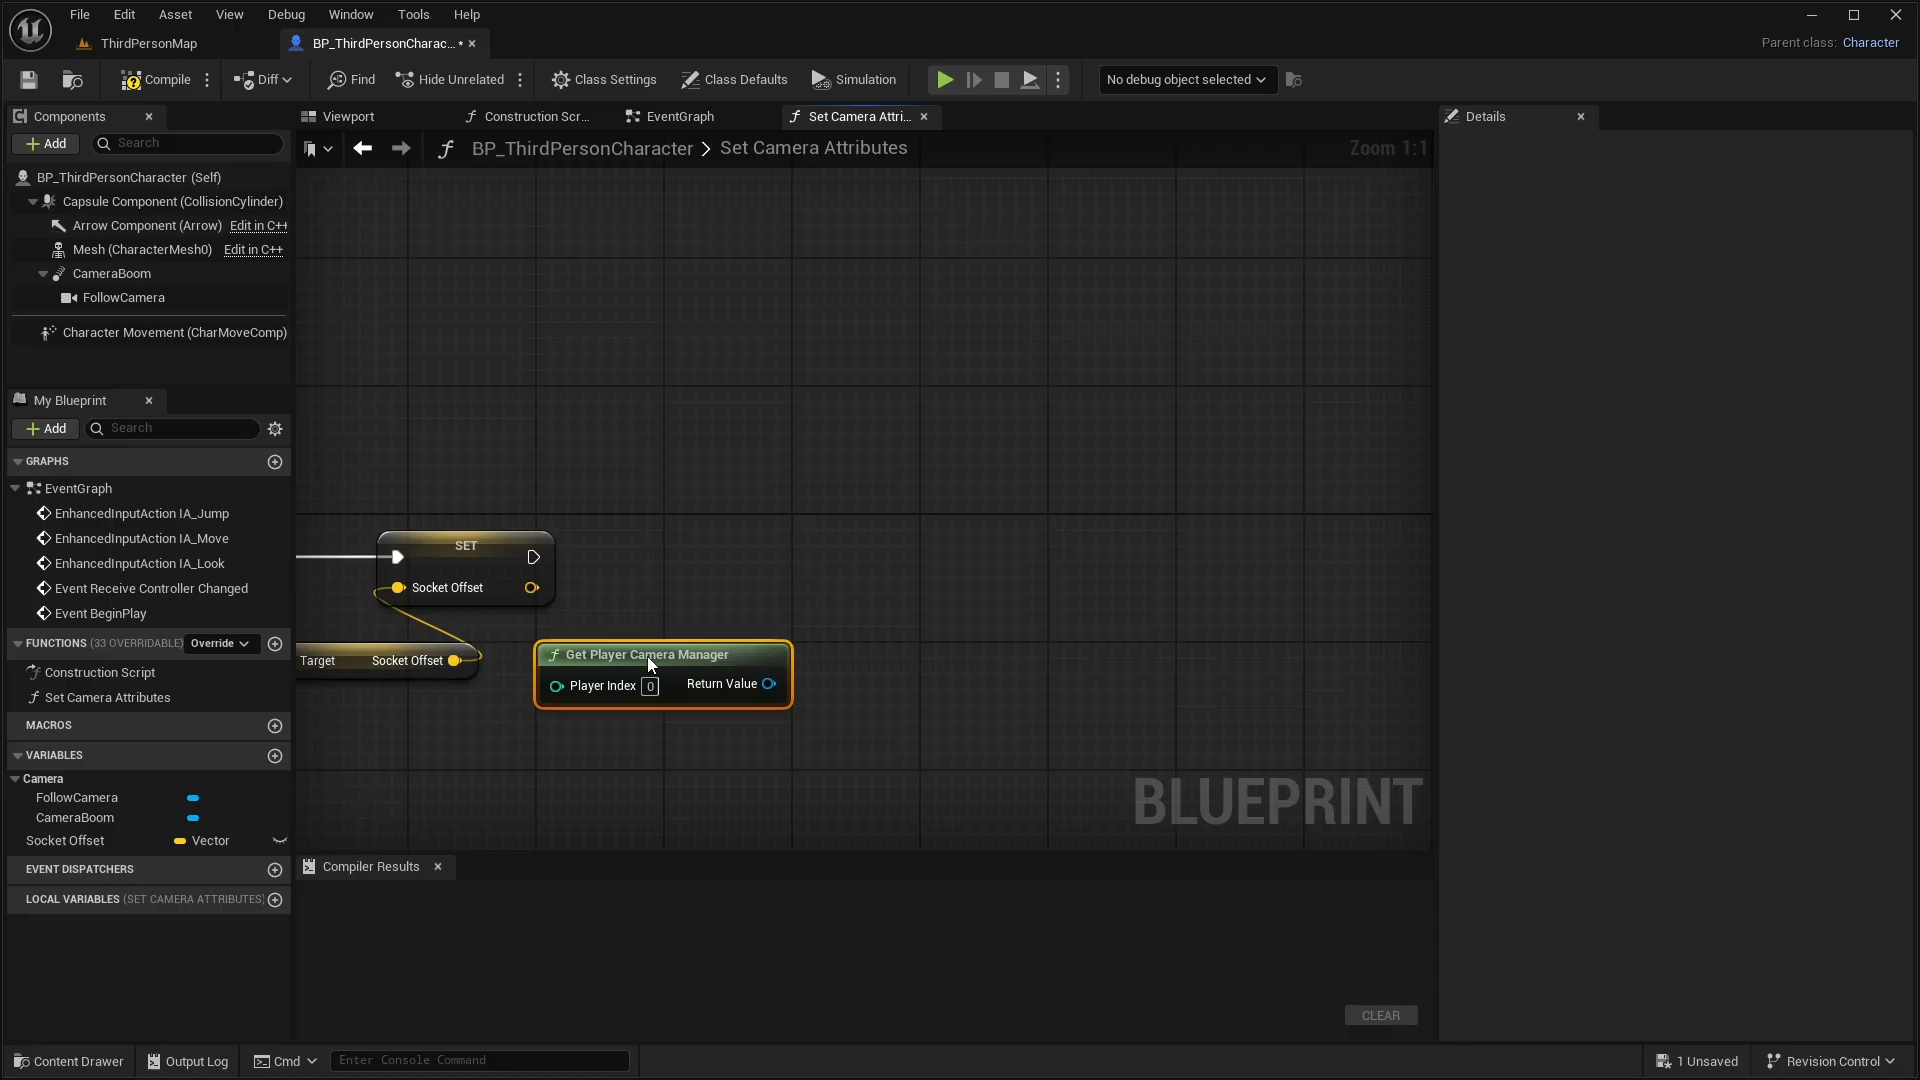 File Edit Asset View Debug Window Tools Help
ThirdPersonMap
BP_ThirdPersonCharac... •
Parent class: Character
Compile
Diff
Find
Hide Unrelated
Class Settings
Class Defaults
Simulation
No debug object selected
Components
Add
Search
BP_ThirdPersonCharacter (Self)
Capsule Component (CollisionCylinder)
Arrow Component (Arrow) Edit in C++
Mesh (CharacterMesh0) Edit in C++
CameraBoom
FollowCamera
Character Movement (CharMoveComp)
My Blueprint
Add
Search
GRAPHS
EventGraph
EnhancedInputAction IA_Jump
EnhancedInputAction IA_Move
EnhancedInputAction IA_Look
Event Receive Controller Changed
Event BeginPlay
FUNCTIONS (33 OVERRIDABLE) Override
Construction Script
Set Camera Attributes
MACROS
VARIABLES
Camera
FollowCamera
CameraBoom
Socket Offset Vector
EVENT DISPATCHERS
LOCAL VARIABLES (SET CAMERA ATTRIBUTES)
Viewport
Construction Scr...
EventGraph
Set Camera Attri...
BP_ThirdPersonCharacter > Set Camera Attributes
Zoom 1:1
SET
Socket Offset
Target Socket Offset
Get Player Camera Manager
Player Index 0 Return Value
BLUEPRINT
Compiler Results
CLEAR
Details
Content Drawer
Output Log
Cmd
Enter Console Command
1 Unsaved
Revision Control